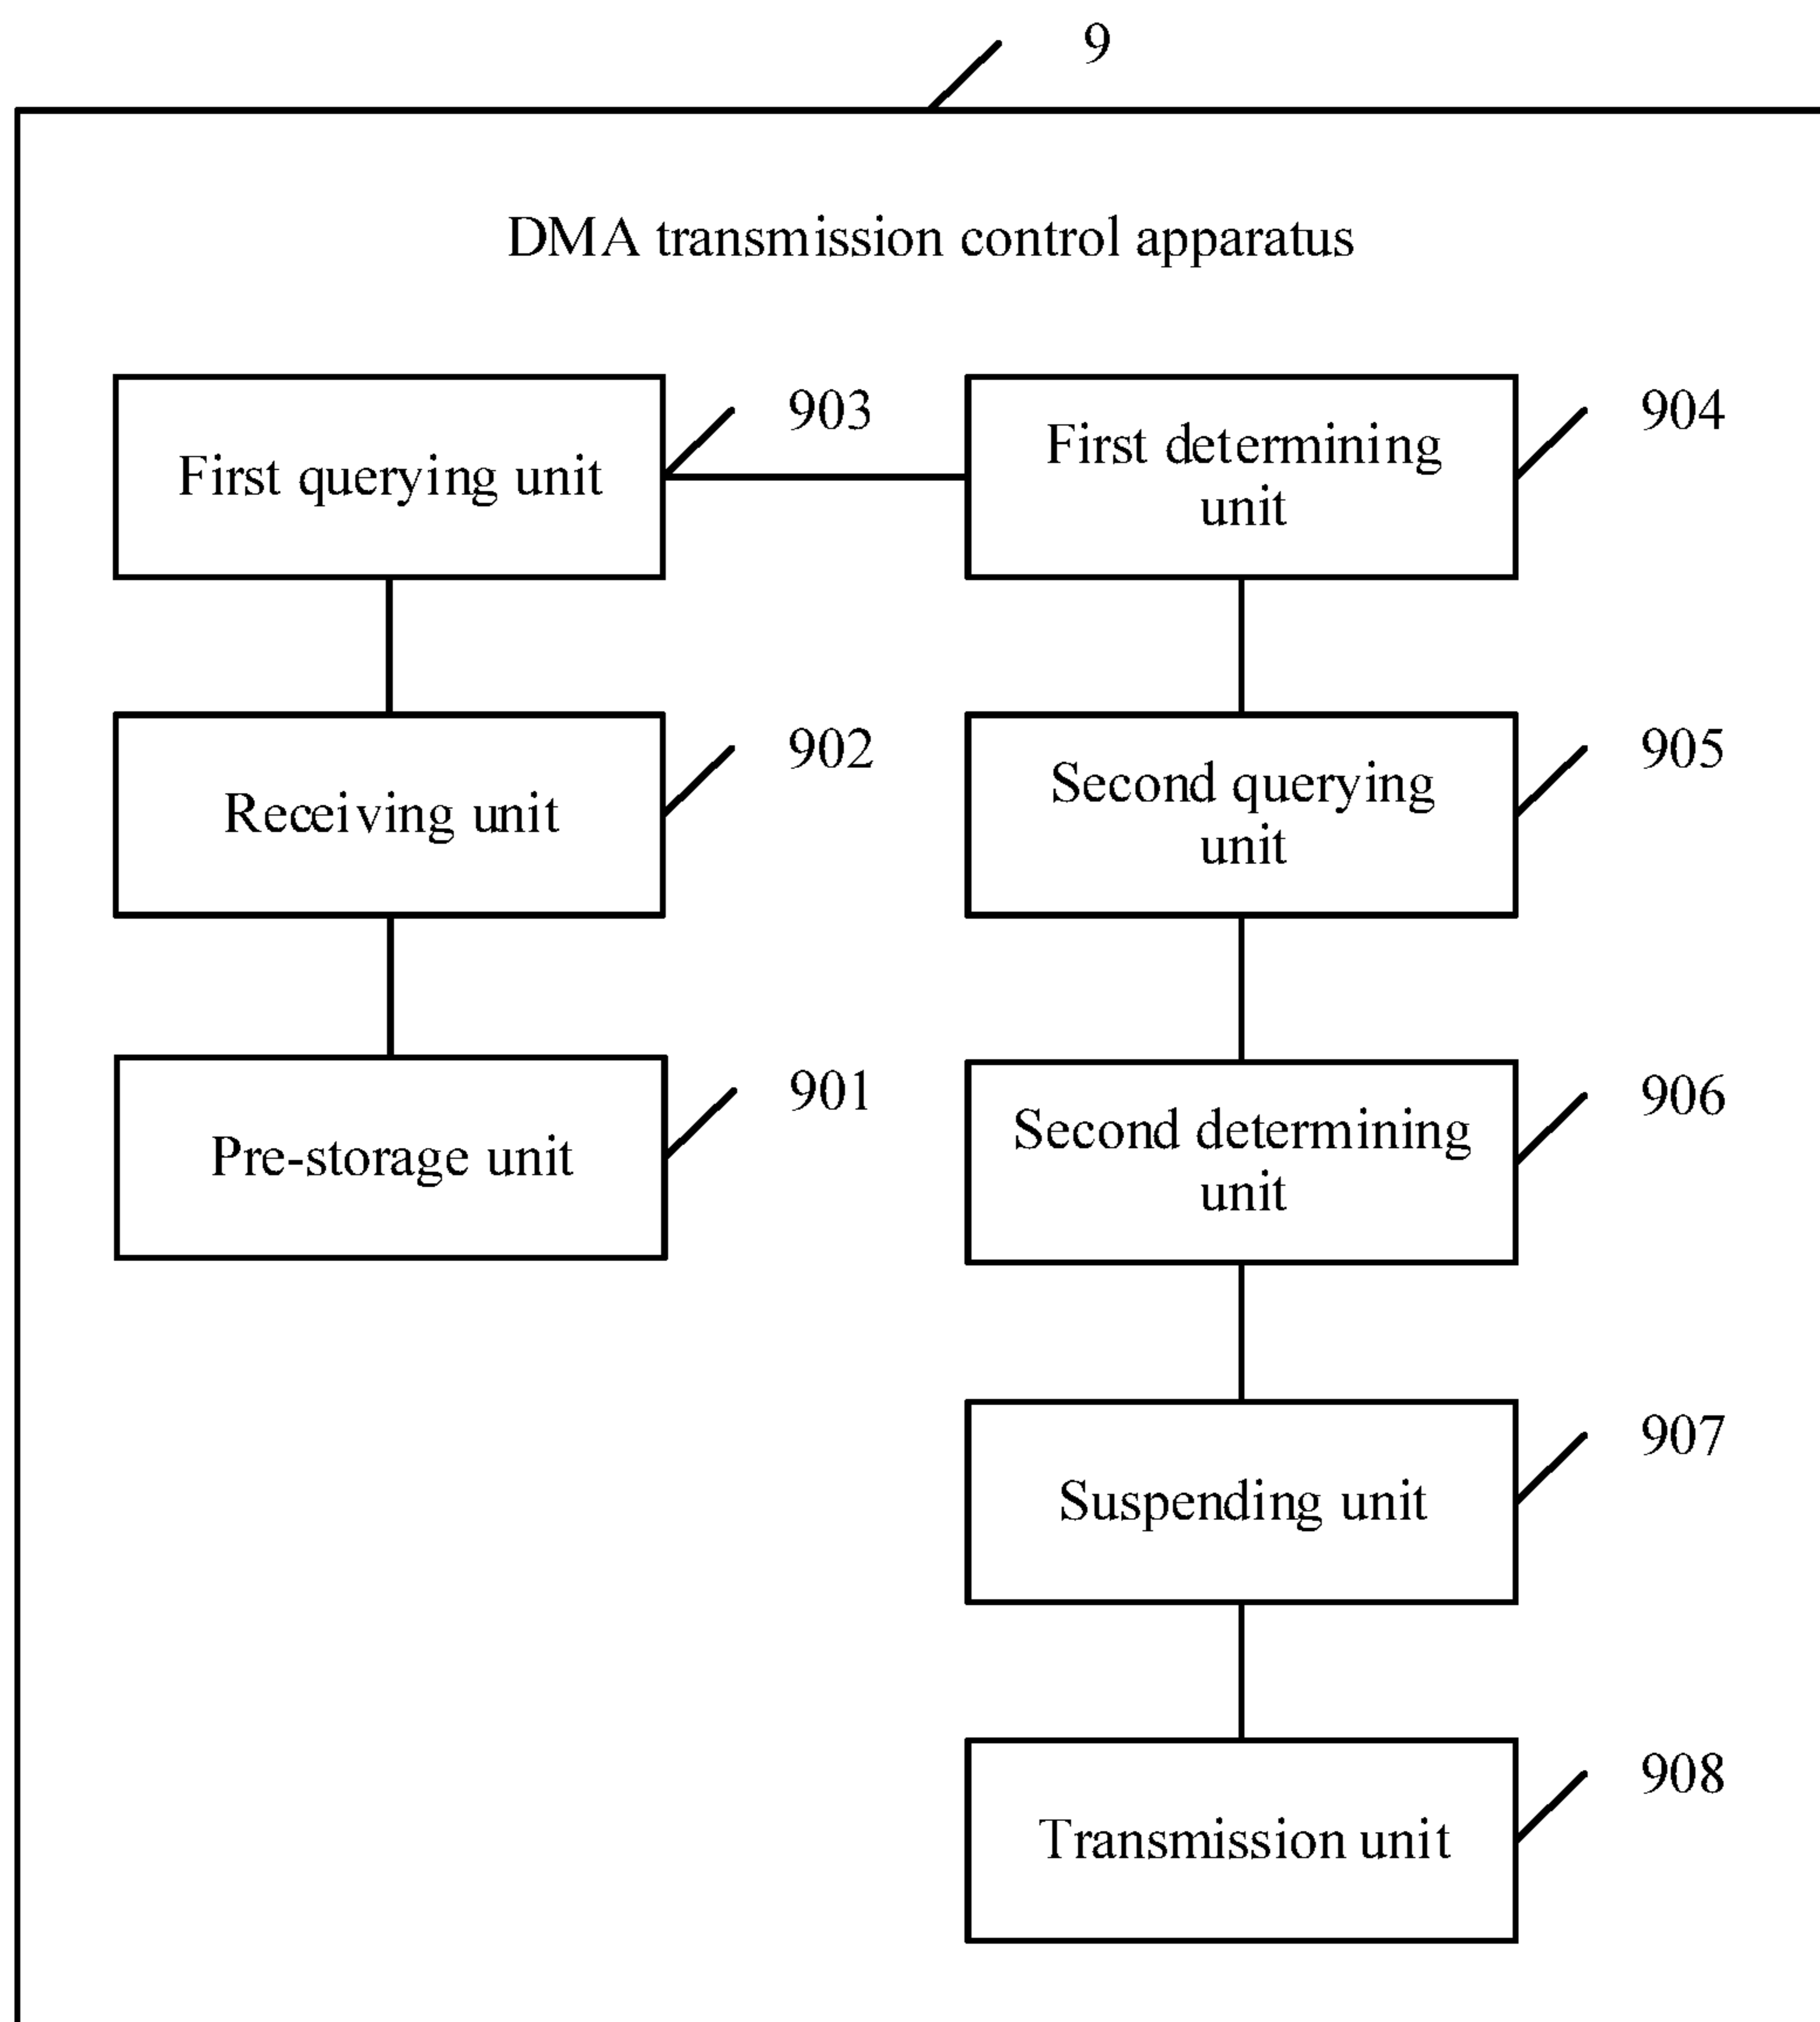 9
DMA transmission control apparatus
First querying unit
903
First determining
unit
904
Receiving unit
902
Second querying
unit
905
Pre-storage unit
901
Second determining
unit
906
Suspending unit
907
Transmission unit
908